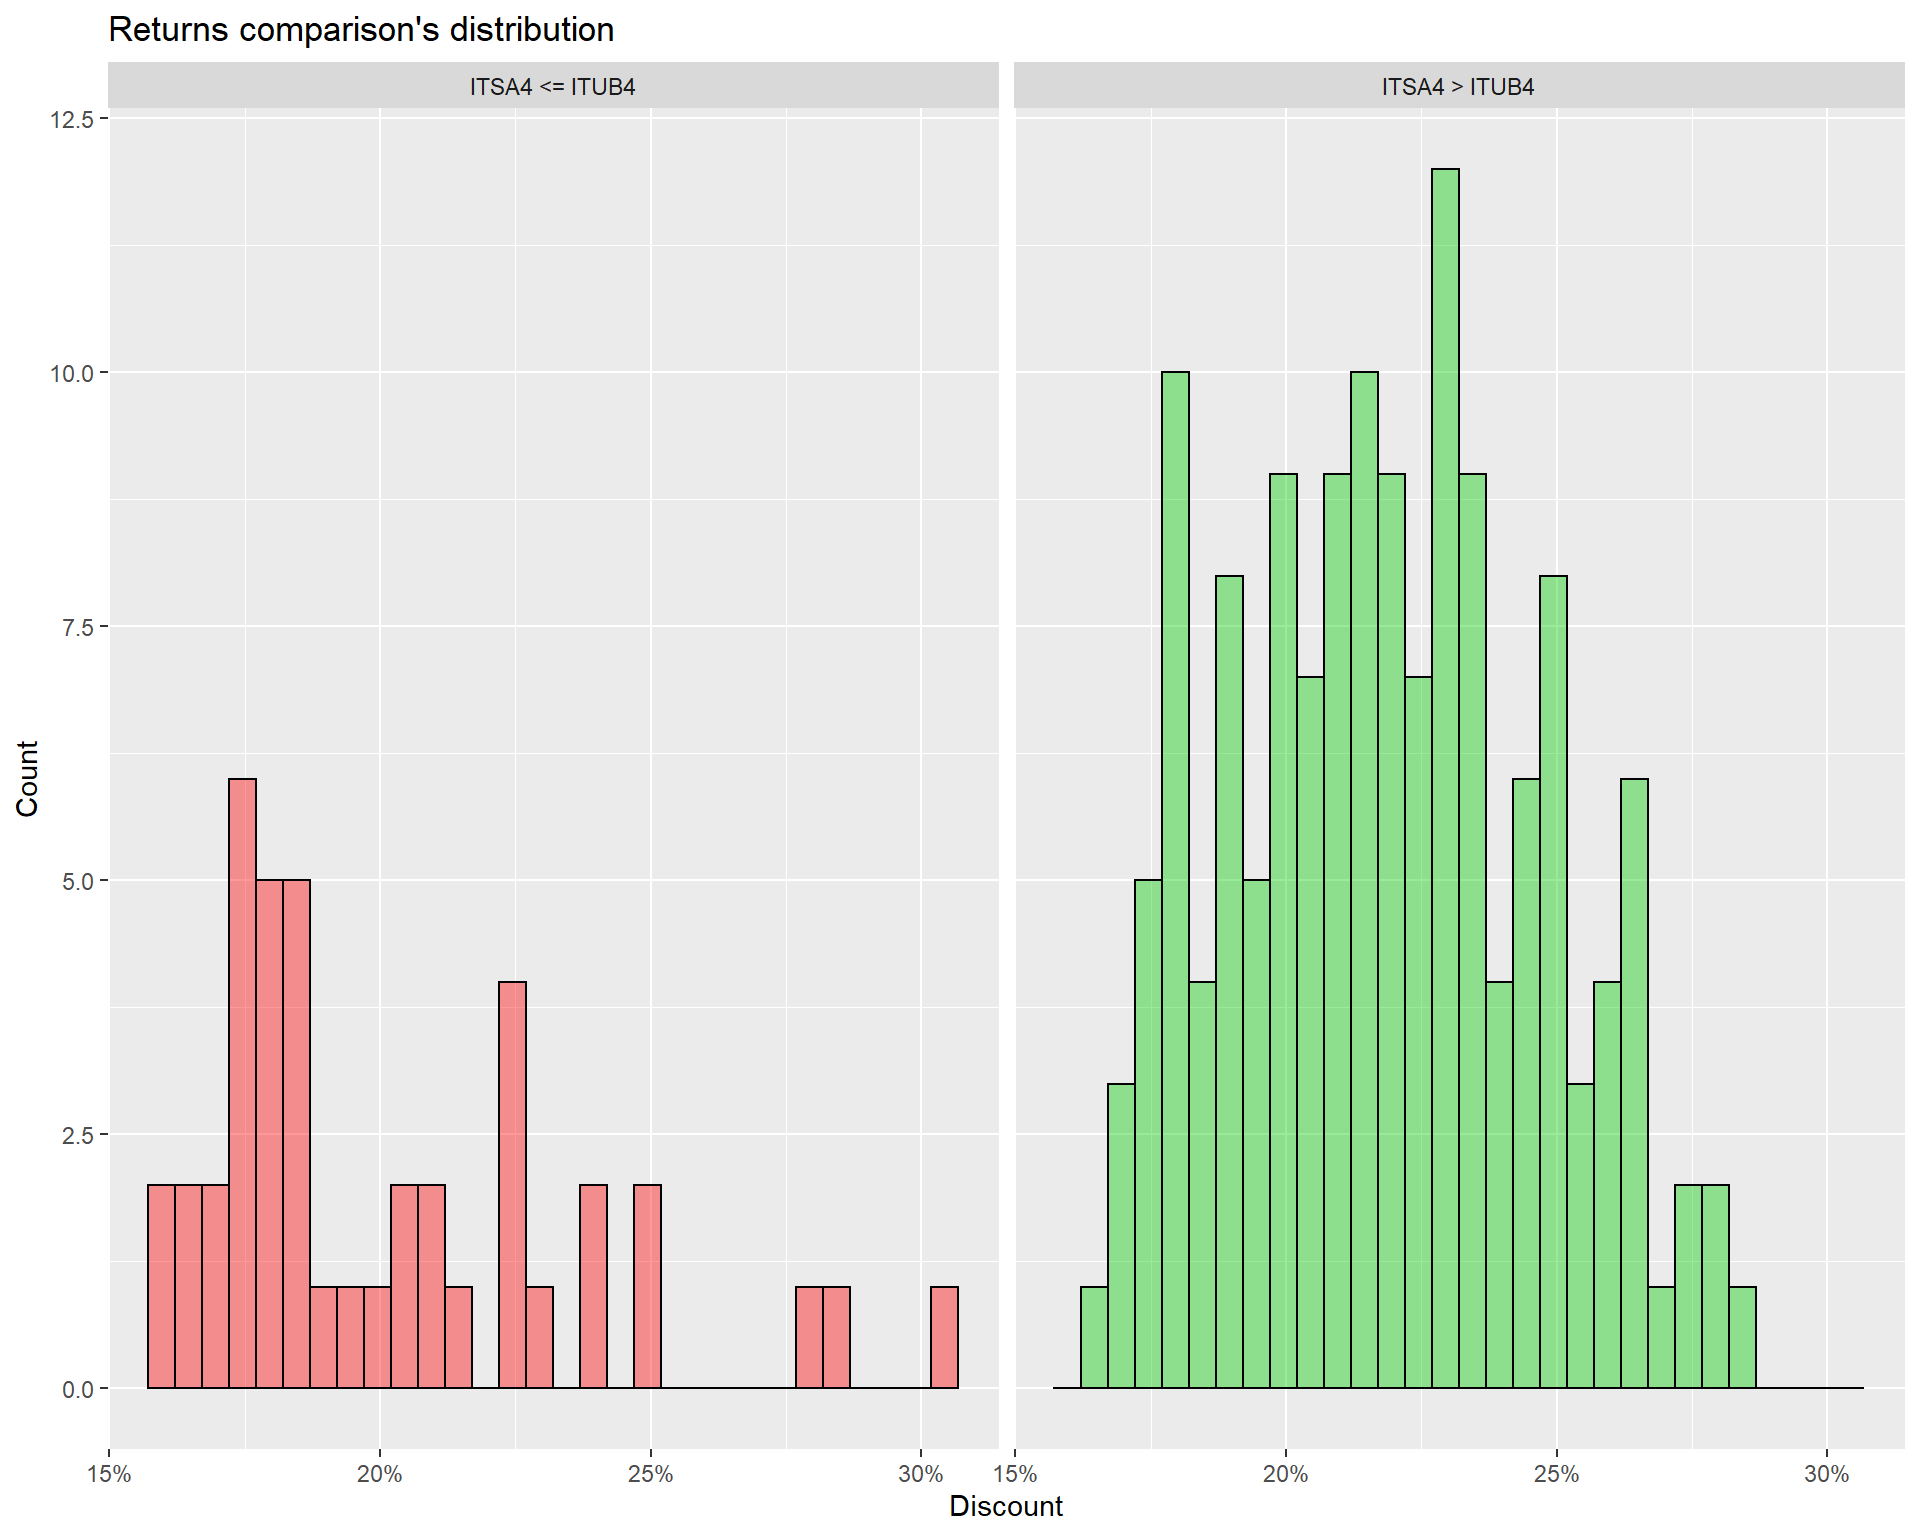 Returns comparison's distribution
ITSA4 <= ITUB4
ITSA4 > ITUB4
12.5
10.0
7.5
5.0
2.5
0.0
Count
15%
20%
25%
30%
15%
20%
25%
30%
Discount